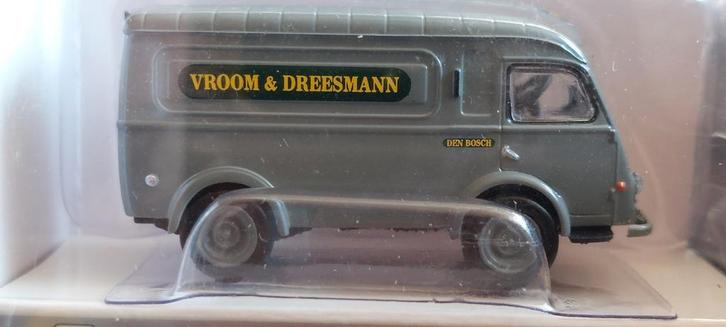 VROOM & DREESMANN
DEN BOSCH